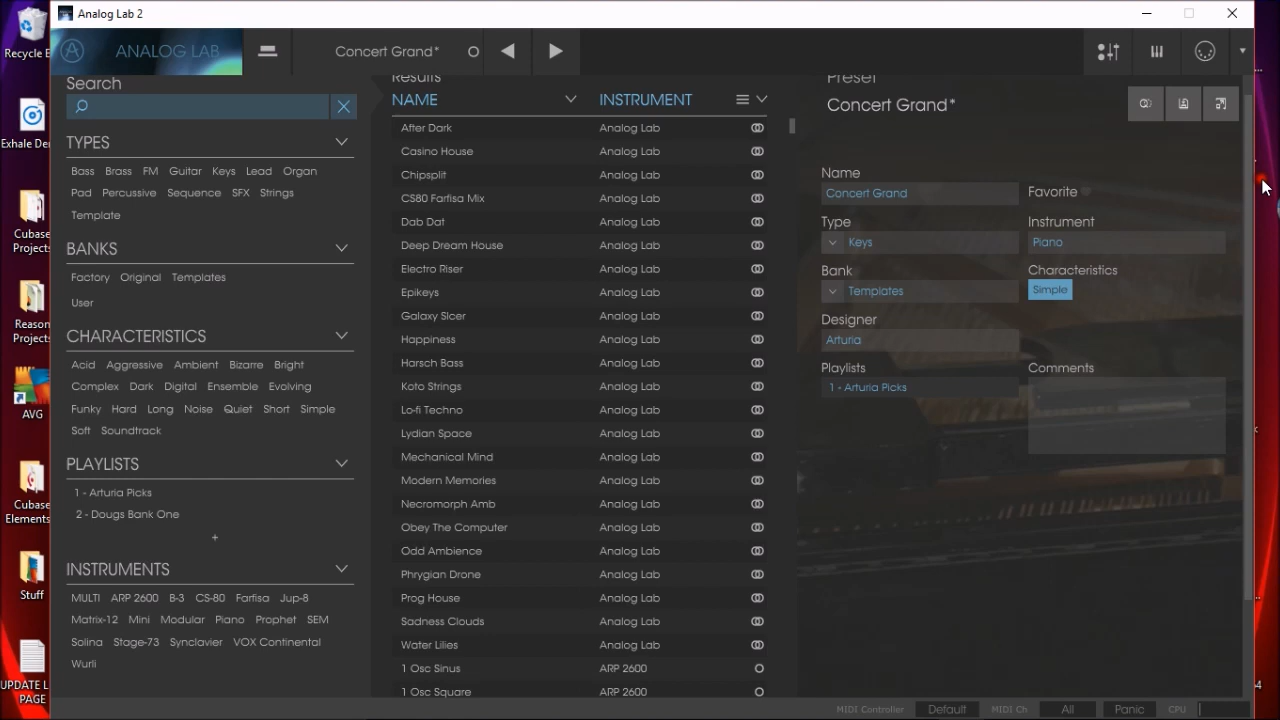 Analog Lab 2
Recycle B
Exhale De
Cubase
Projects
Reason
Projects
AVG
Cubase
Elements
Stuff
UPDATE L
PAGE
ANALOG LAB
Concert Grand*
Search
TYPES
Bass Brass FM Guitar Keys Lead Organ
Pad Percussive Sequence SFX Strings
Template
BANKS
Factory Original Templates
User
CHARACTERISTICS
Acid Aggressive Ambient Bizarre Bright
Complex Dark Digital Ensemble Evolving
Funky Hard Long Noise Quiet Short Simple
Soft Soundtrack
PLAYLISTS
1 - Arturia Picks
2 - Dougs Bank One
+
INSTRUMENTS
MULTI ARP 2600 B-3 CS-80 Farfisa Jup-8
Matrix-12 Mini Modular Piano Prophet SEM
Solina Stage-73 Synclavier VOX Continental
Wurli
Results
NAME INSTRUMENT
After Dark Analog Lab
Casino House Analog Lab
Chipsplit Analog Lab
CS80 Farfisa Mix Analog Lab
Dab Dat Analog Lab
Deep Dream House Analog Lab
Electro Riser Analog Lab
Epikeys Analog Lab
Galaxy Slcer Analog Lab
Happiness Analog Lab
Harsch Bass Analog Lab
Koto Strings Analog Lab
Lo-fi Techno Analog Lab
Lydian Space Analog Lab
Mechanical Mind Analog Lab
Modern Memories Analog Lab
Necromorph Amb Analog Lab
Obey The Computer Analog Lab
Odd Ambience Analog Lab
Phrygian Drone Analog Lab
Prog House Analog Lab
Sadness Clouds Analog Lab
Water Lilies Analog Lab
1 Osc Sinus ARP 2600
1 Osc Square ARP 2600
Preset
Concert Grand*
Name
Concert Grand
Favorite
Type
Keys
Instrument
Piano
Bank
Templates
Characteristics
Simple
Designer
Arturia
Playlists
1 - Arturia Picks
Comments
MIDI Controller Default MIDI Ch All Panic CPU